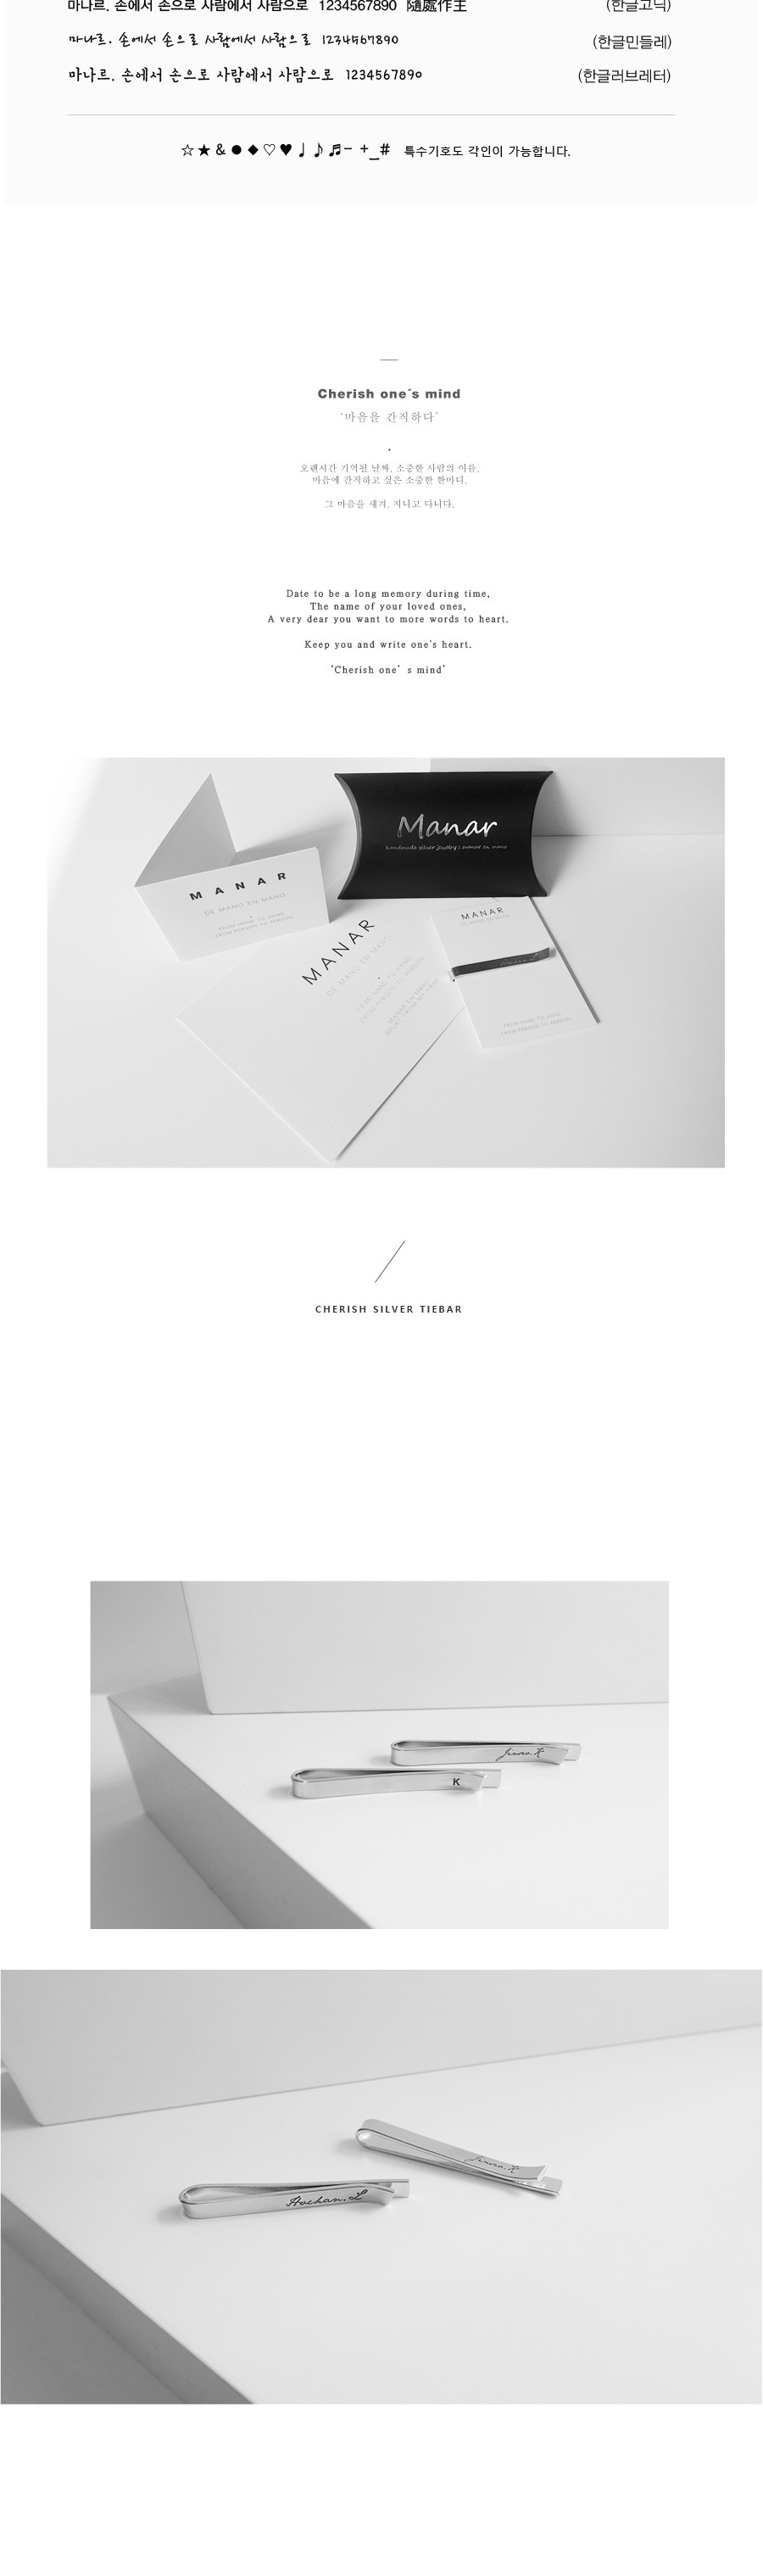 마나르. 손에서 손으로 사람에서 사람으로 1234567890 隨處作主 (한글고딕)
마나르. 손에서 손으로 사람에서 사람으로 1234567890 (한글민들레)
마나르. 손에서 손으로 사람에서 사람으로 1234567890 (한글러브레터)
☆★&●◆♡♥♩♪♬- +_# 특수기호도 각인이 가능합니다.
Cherish one´s mind
‘마음을 간직하다’
오랜시간 기억될 날짜, 소중한 사람의 이름,
마음에 간직하고 싶은 소중한 한마디,
그 마음을 새겨, 지니고 다니다.
Date to be a long memory during time,
The name of your loved ones,
A very dear you want to more words to heart.
Keep you and write one's heart.
‘Cherish one’ s mind’
Manar
handmade silver jewelry : manar en mano
MANAR
DE MANO EN MANO
FROM HAND TO HAND
FROM PERSON TO PERSON
MANAR
DE MANO EN MANO
FROM HAND TO HAND
FROM PERSON TO PERSON
MANAR
DE MANO EN MANO
FROM HAND TO HAND
FROM PERSON TO PERSON
CHERISH SILVER TIEBAR
K
Hochan.L